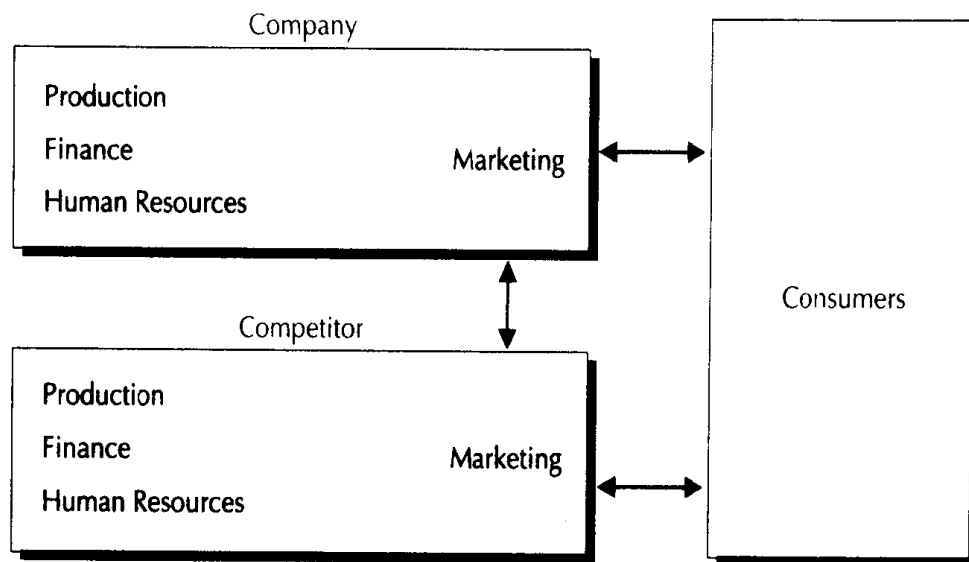 Company
Production
Finance
Marketing
Human Resources
Consumers
Competitor
Production
Finance
Marketing
Human Resources